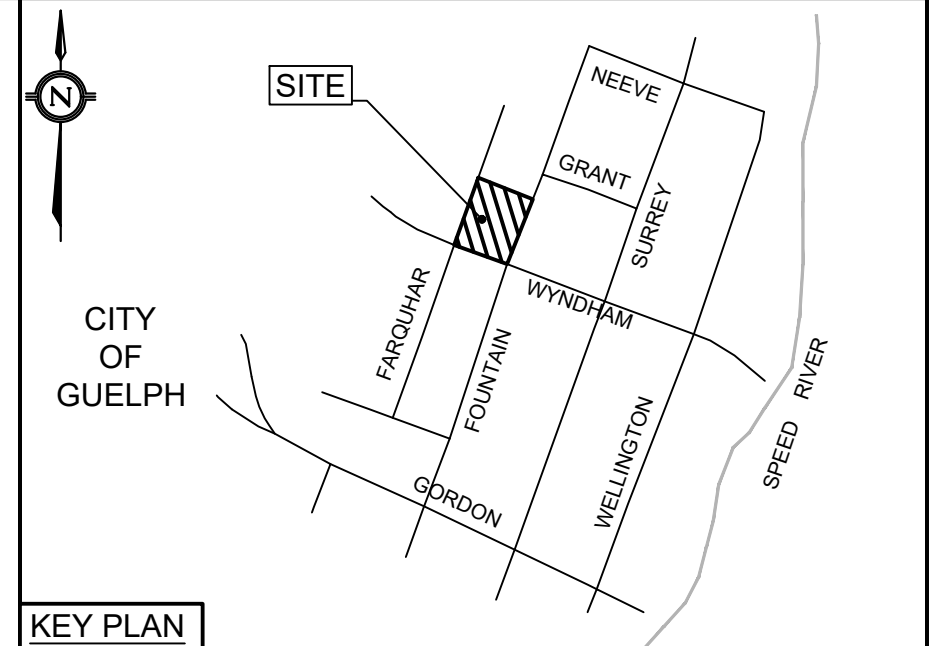 N
SITE
NEEVE
GRANT
SURREY
WYNDHAM
FARQUHAR
FOUNTAIN
CITY
OF
GUELPH
WELLINGTON
SPEED RIVER
GORDON
KEY PLAN